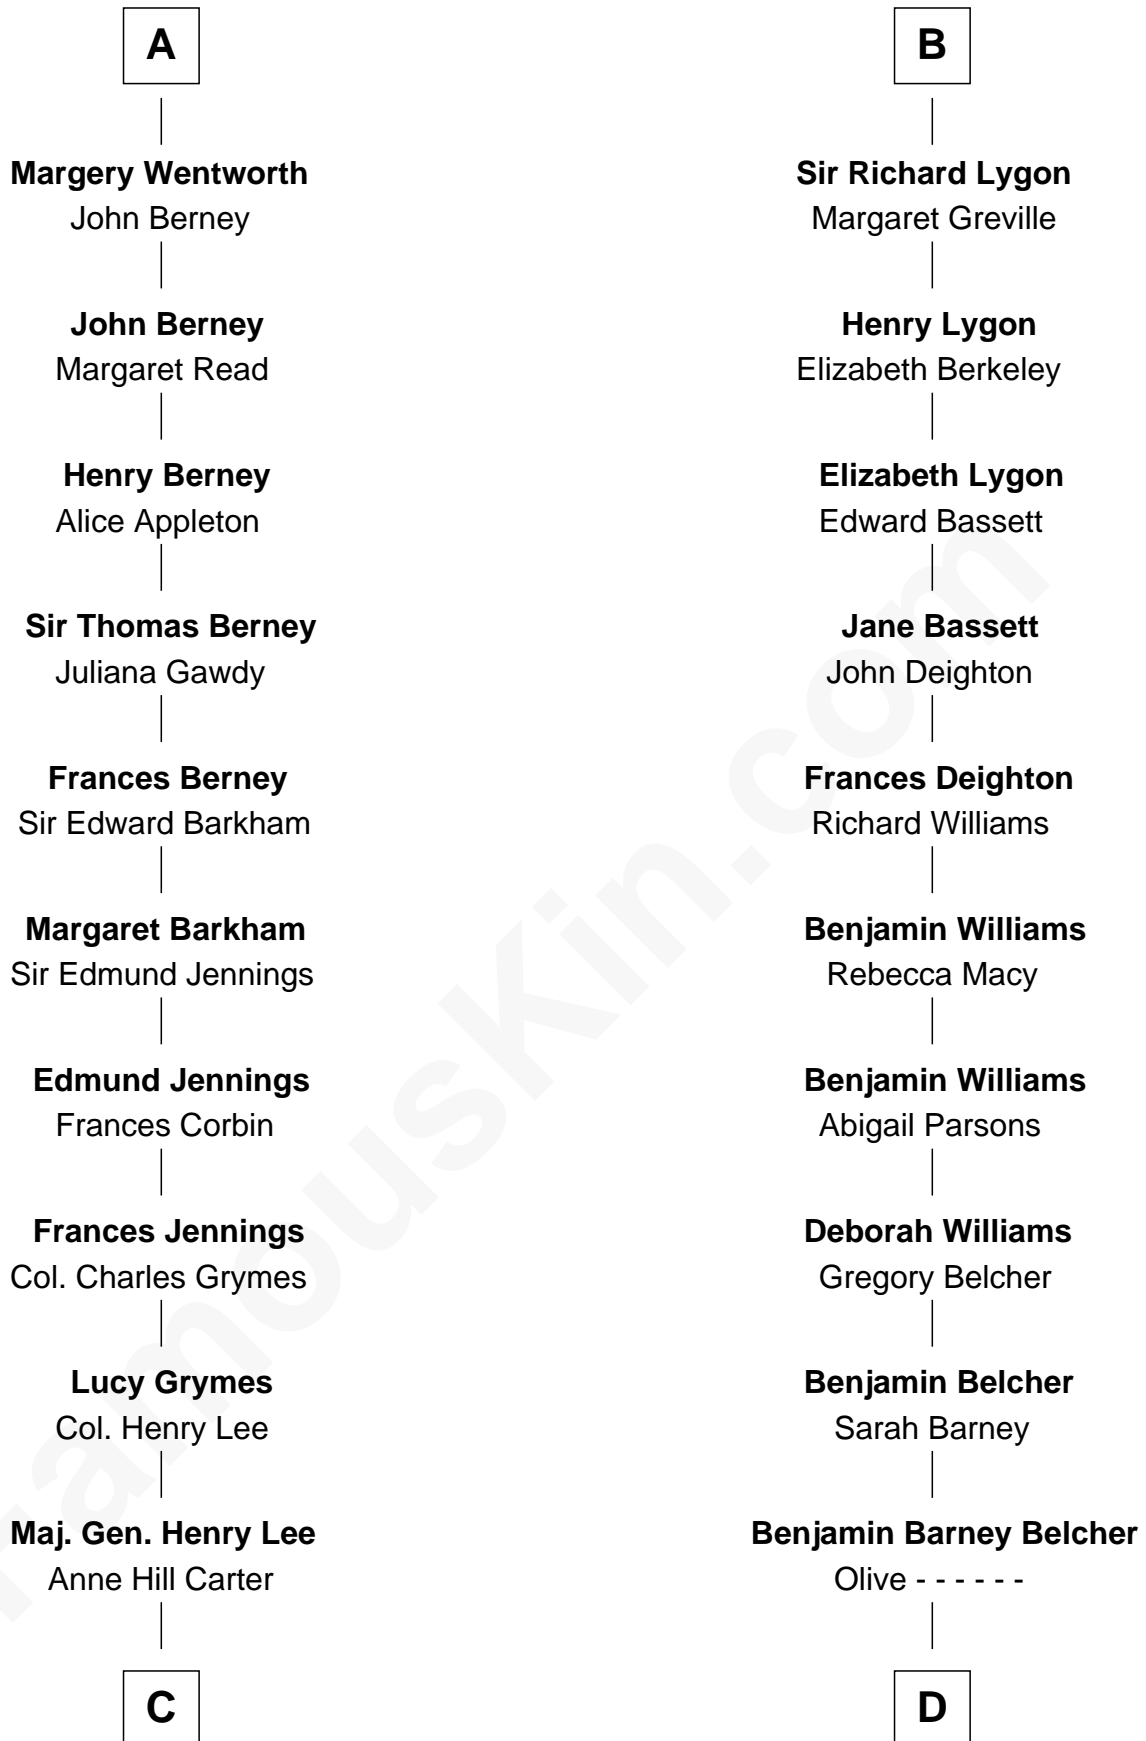 A
Margery Wentworth
John Berney
John Berney
Margaret Read
Henry Berney
Alice Appleton
Sir Thomas Berney
Juliana Gawdy
Frances Berney
Sir Edward Barkham
Margaret Barkham
Sir Edmund Jennings
Edmund Jennings
Frances Corbin
Frances Jennings
Col. Charles Grymes
Lucy Grymes
Col. Henry Lee
Maj. Gen. Henry Lee
Anne Hill Carter
C
B
Sir Richard Lygon
Margaret Greville
Henry Lygon
Elizabeth Berkeley
Elizabeth Lygon
Edward Bassett
Jane Bassett
John Deighton
Frances Deighton
Richard Williams
Benjamin Williams
Rebecca Macy
Benjamin Williams
Abigail Parsons
Deborah Williams
Gregory Belcher
Benjamin Belcher
Sarah Barney
Benjamin Barney Belcher
Olive - - - - - -
D
FamousKin.com